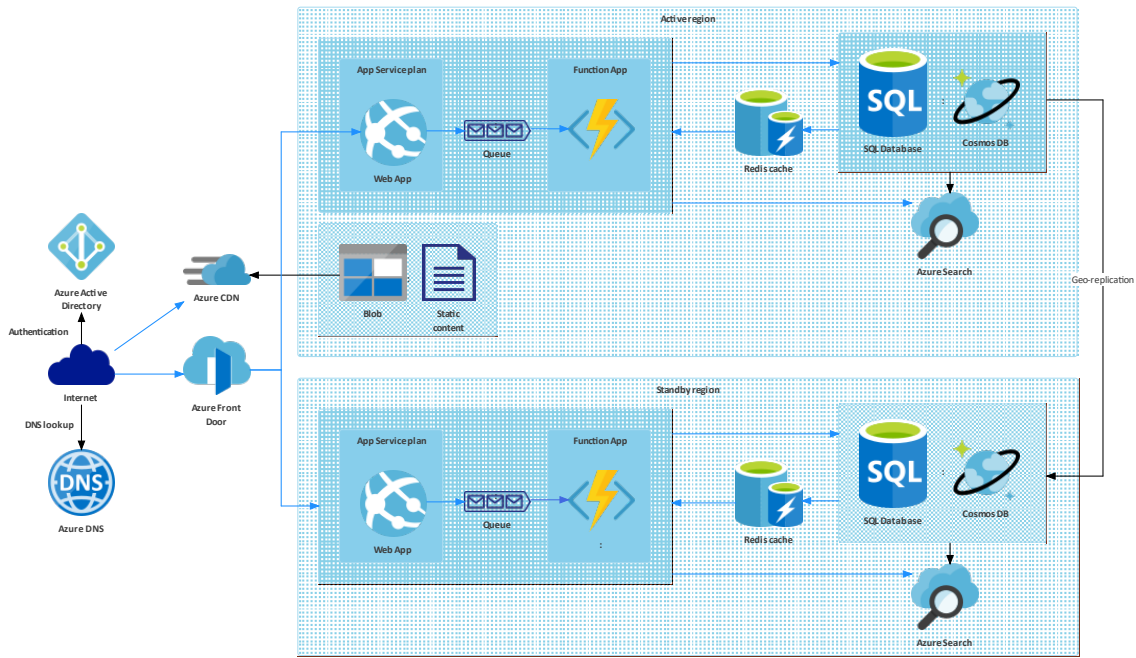 Active region
App Service plan
Function App
SQL
SQL Database
Cosmos DB
Queue
Web App
Redis cache
Azure Search
Azure Active
Directory
Azure CDN
Blob
Static
content
Geo-replication
Authentication
Internet
Azure Front
Door
DNS lookup
DNS
Azure DNS
Standby region
App Service plan
Function App
SQL
SQL Database
Cosmos DB
Queue
Web App
Redis cache
Azure Search